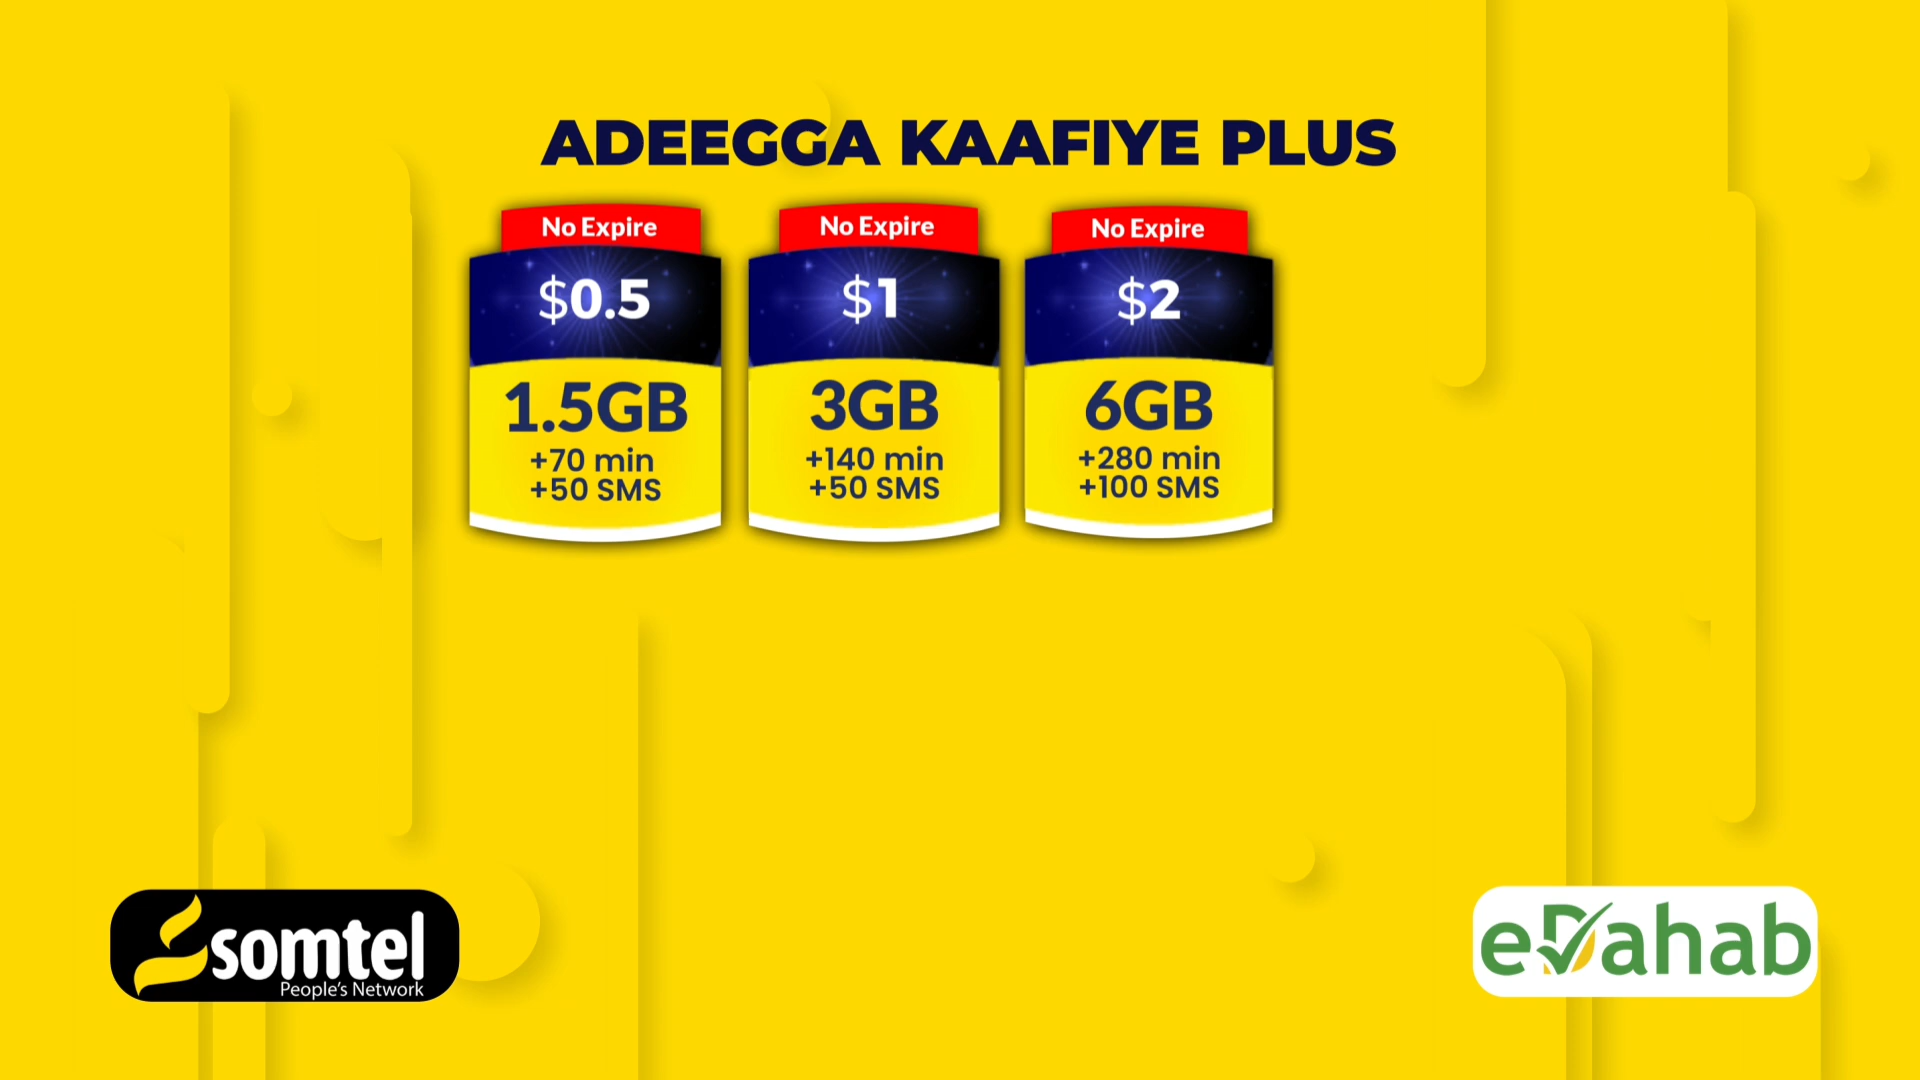 ADEEGGA KAAFIYE PLUS
No Expire
$0.5
1.5GB
+70 min
+50 SMS
No Expire
$1
3GB
+140 min
+50 SMS
No Expire
$2
6GB
+280 min
+100 SMS
somtel
People's Network
eDahab